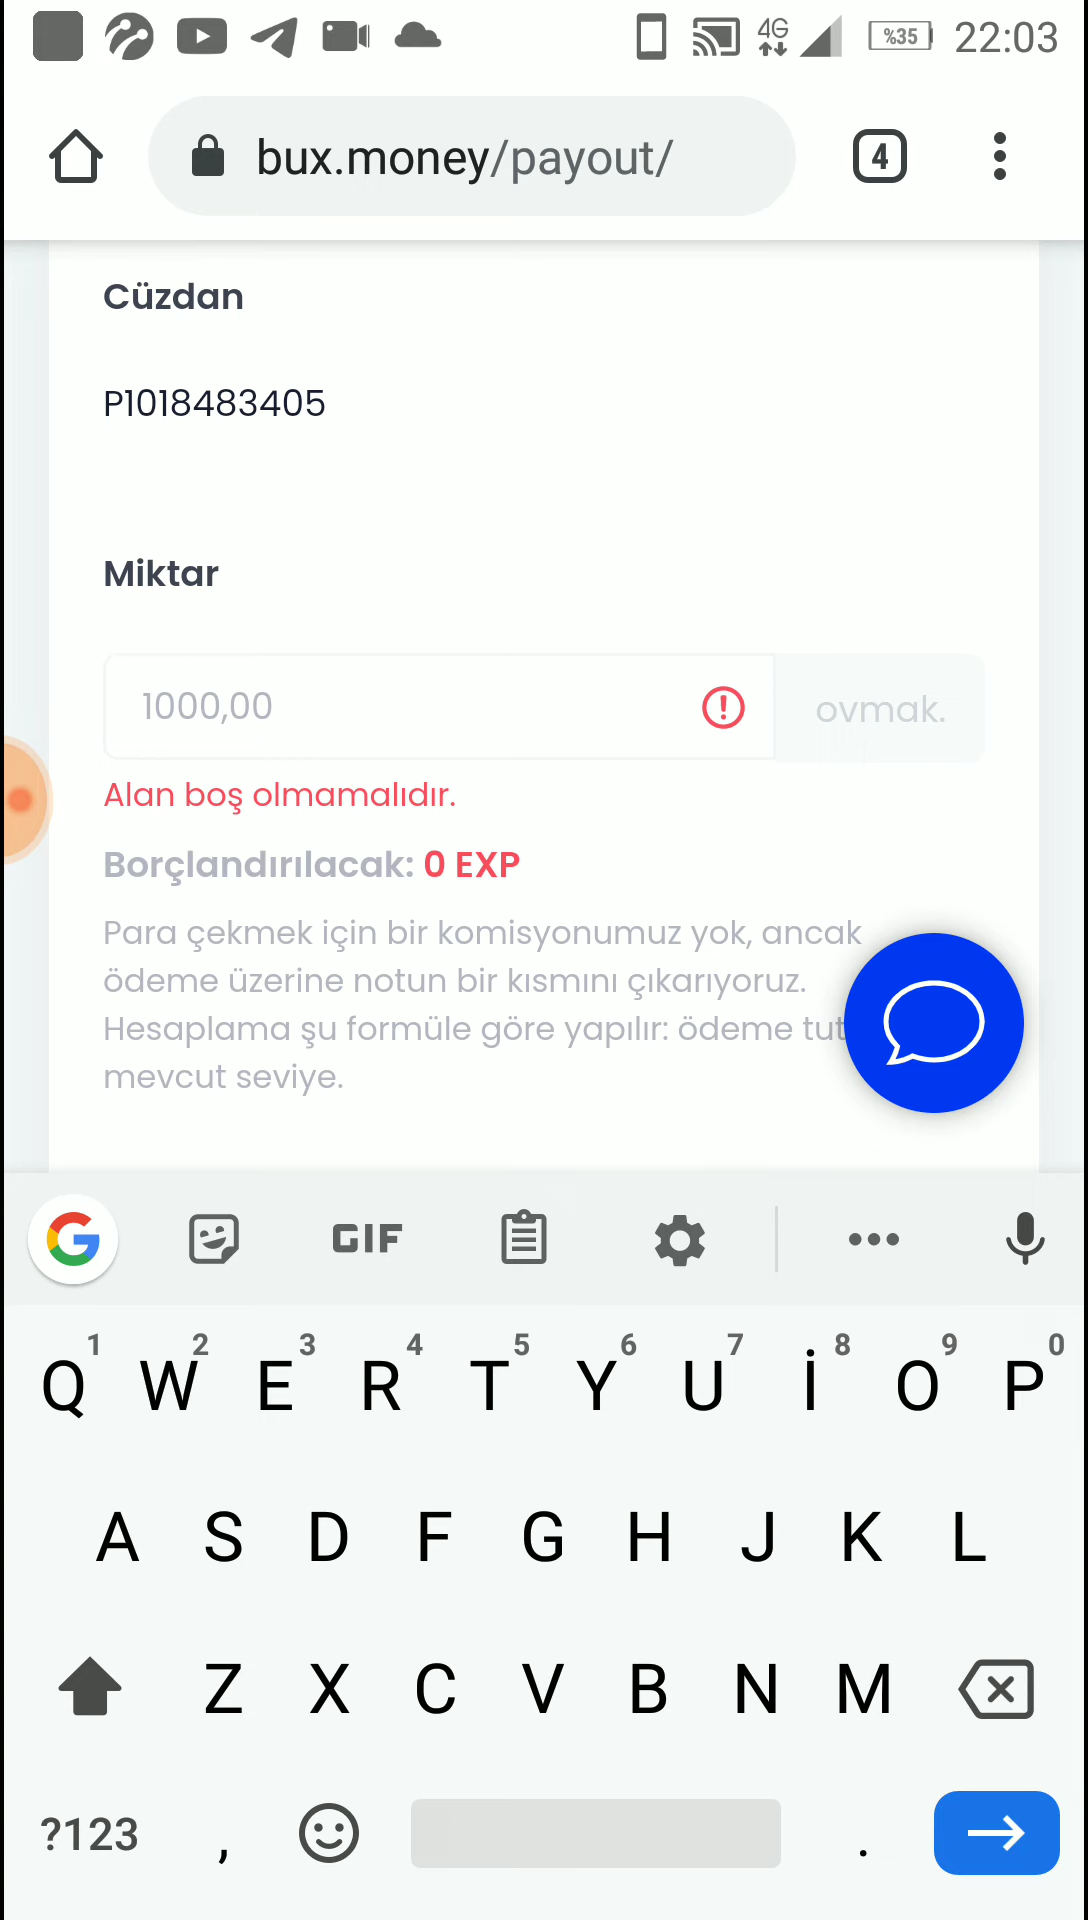 4G
%35
22:03
bux.money/payout/
4
Cüzdan
P1018483405
Miktar
1000,00
ovmak.
Alan boş olmamalıdır.
Borçlandırılacak: 0 EXP
Para çekmek için bir komisyonumuz yok, ancak
ödeme üzerine notun bir kısmını çıkarıyoruz.
Hesaplama şu formüle göre yapılır: ödeme tut
mevcut seviye.
G
GIF
1 2 3 4 5 6 7 8 9 0
Q W E R T Y U İ O P
A S D F G H J K L
Z X C V B N M
?123 , .